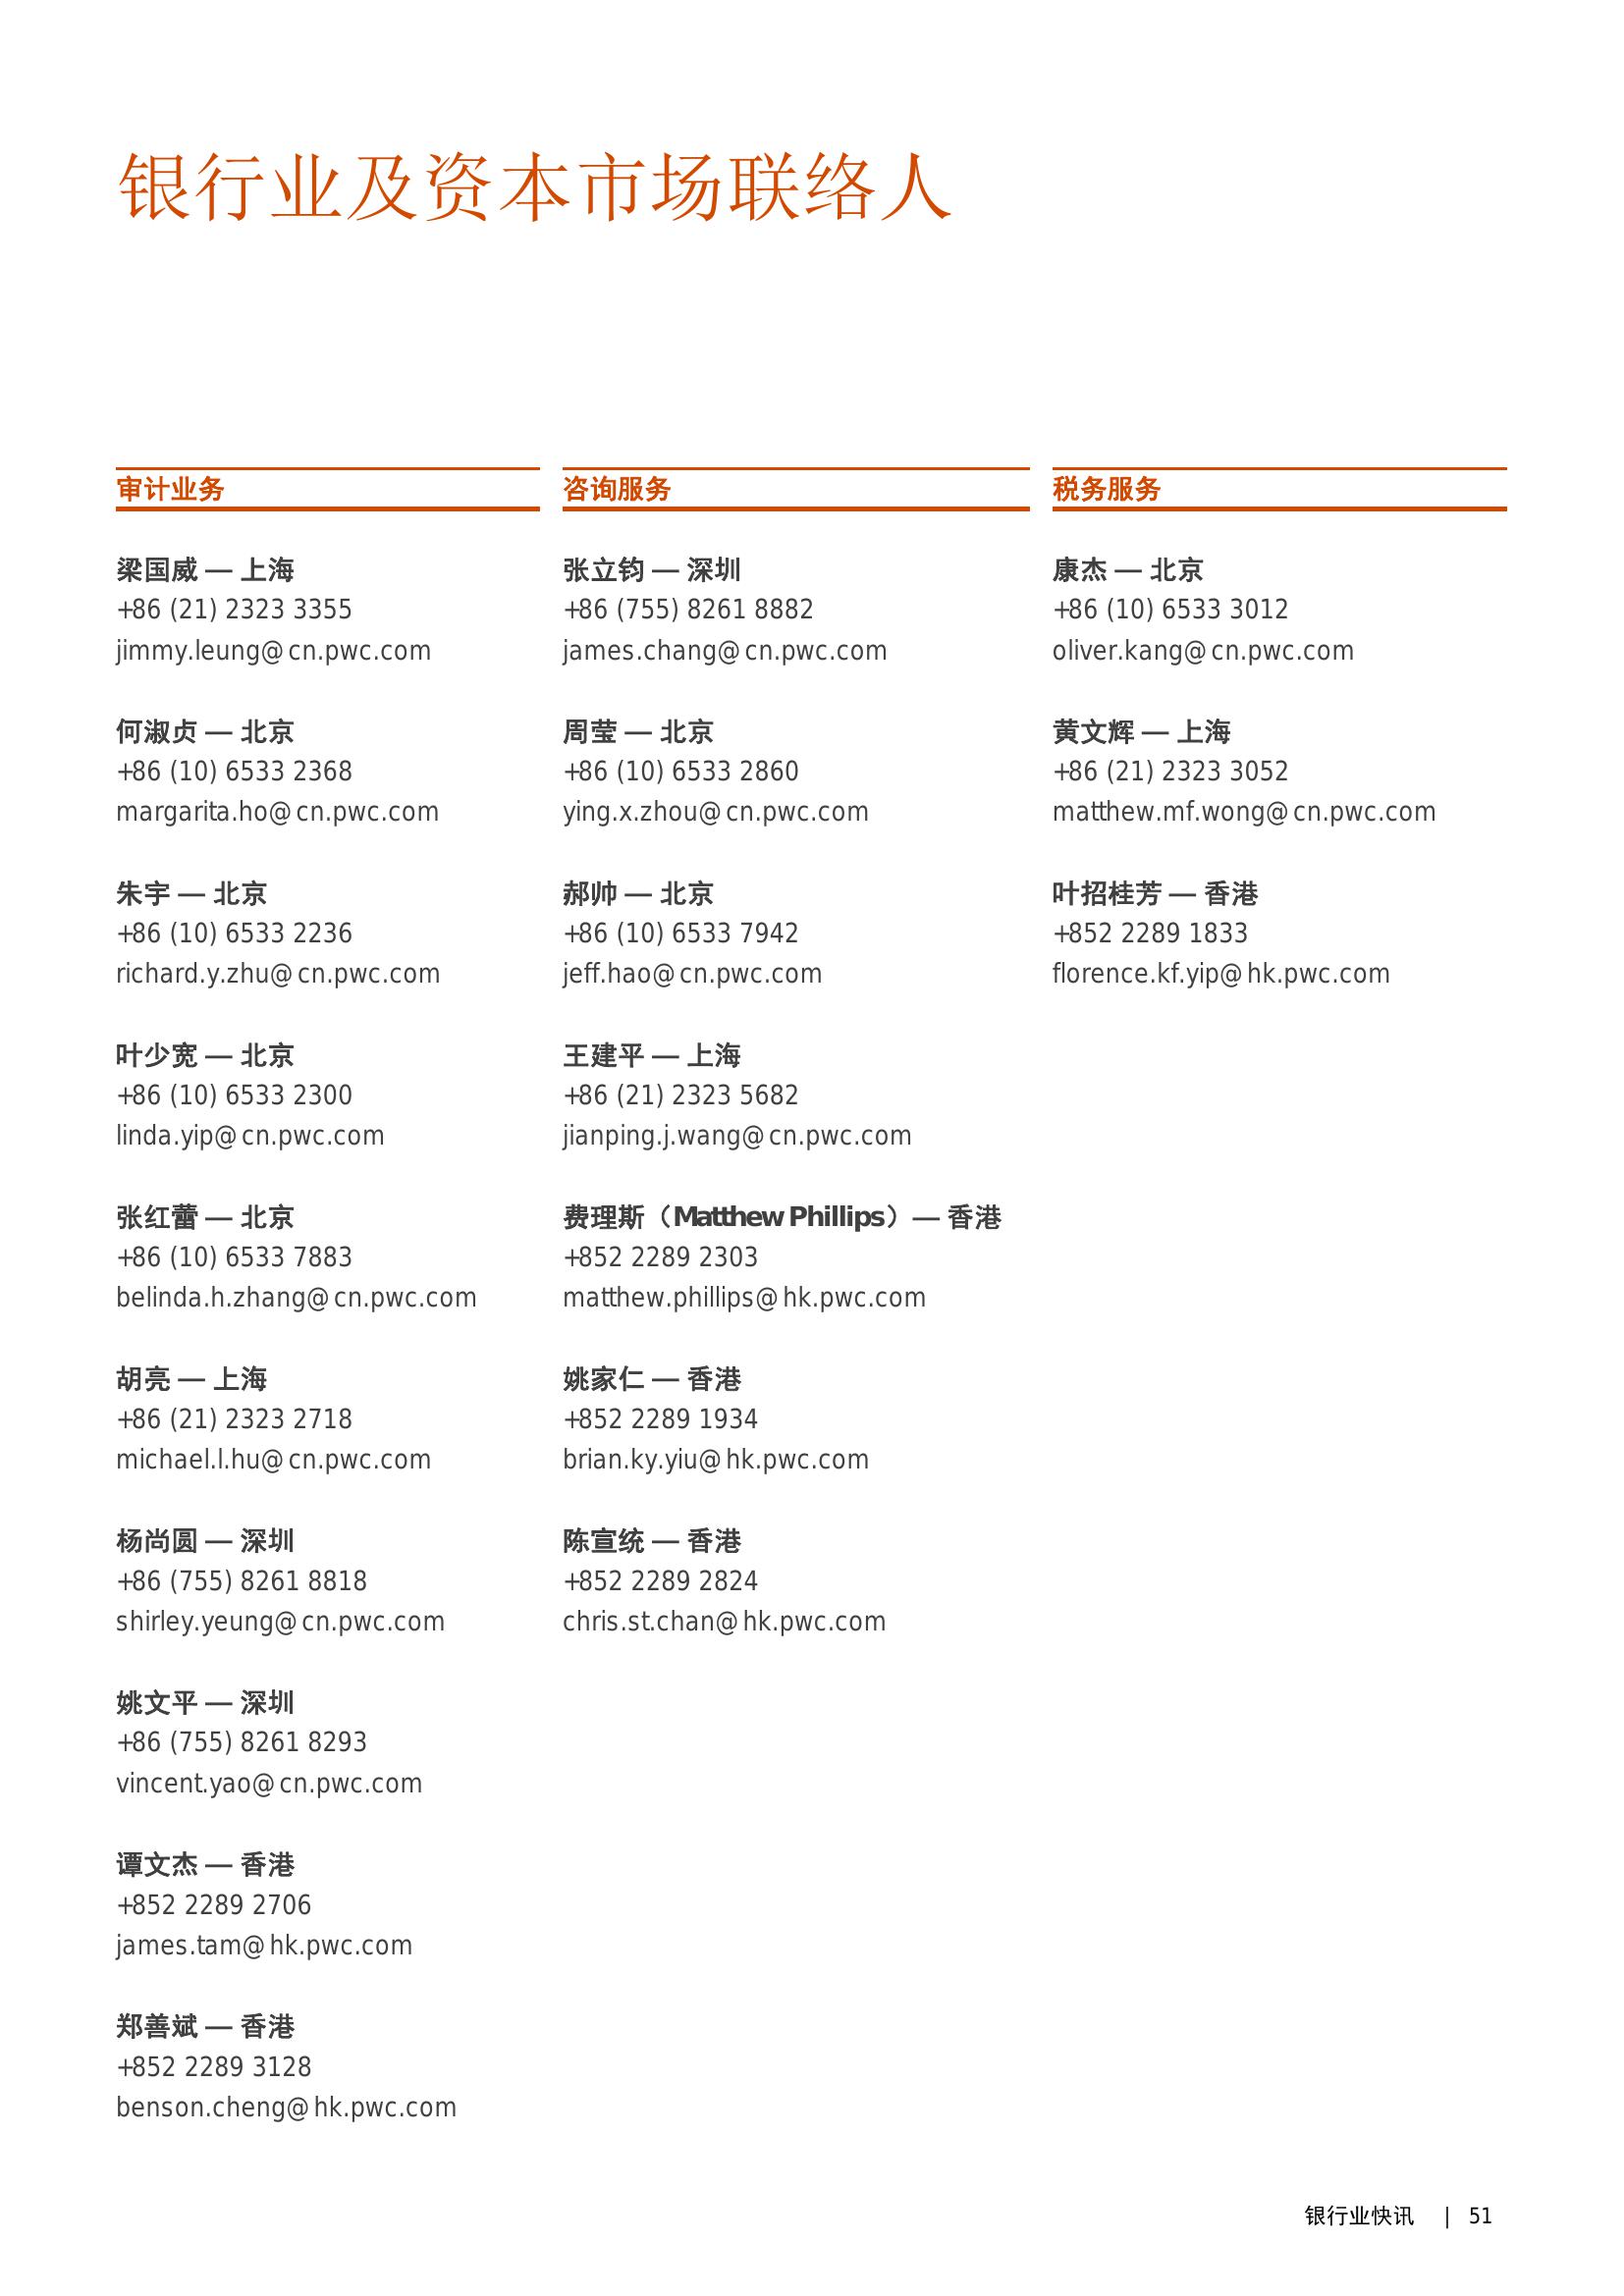 银行业及资本市场联络人
审计业务
梁国威 — 上海
+86 (21) 2323 3355
jimmy.leung@cn.pwc.com
何淑贞 — 北京
+86 (10) 6533 2368
margarita.ho@cn.pwc.com
朱宇 — 北京
+86 (10) 6533 2236
richard.y.zhu@cn.pwc.com
叶少宽 — 北京
+86 (10) 6533 2300
linda.yip@cn.pwc.com
张红蕾 — 北京
+86 (10) 6533 7883
belinda.h.zhang@cn.pwc.com
胡亮 — 上海
+86 (21) 2323 2718
michael.l.hu@cn.pwc.com
杨尚圆 — 深圳
+86 (755) 8261 8818
shirley.yeung@cn.pwc.com
姚文平 — 深圳
+86 (755) 8261 8293
vincent.yao@cn.pwc.com
谭文杰 — 香港
+852 2289 2706
james.tam@hk.pwc.com
郑善斌 — 香港
+852 2289 3128
benson.cheng@hk.pwc.com
咨询服务
张立钧 — 深圳
+86 (755) 8261 8882
james.chang@cn.pwc.com
周莹 — 北京
+86 (10) 6533 2860
ying.x.zhou@cn.pwc.com
郝帅 — 北京
+86 (10) 6533 7942
jeff.hao@cn.pwc.com
王建平 — 上海
+86 (21) 2323 5682
jianping.j.wang@cn.pwc.com
费理斯（Matthew Phillips）— 香港
+852 2289 2303
matthew.phillips@hk.pwc.com
姚家仁 — 香港
+852 2289 1934
brian.ky.yiu@hk.pwc.com
陈宣统 — 香港
+852 2289 2824
chris.st.chan@hk.pwc.com
税务服务
康杰 — 北京
+86 (10) 6533 3012
oliver.kang@cn.pwc.com
黄文辉 — 上海
+86 (21) 2323 3052
matthew.mf.wong@cn.pwc.com
叶招桂芳 — 香港
+852 2289 1833
florence.kf.yip@hk.pwc.com
银行业快讯 | 51